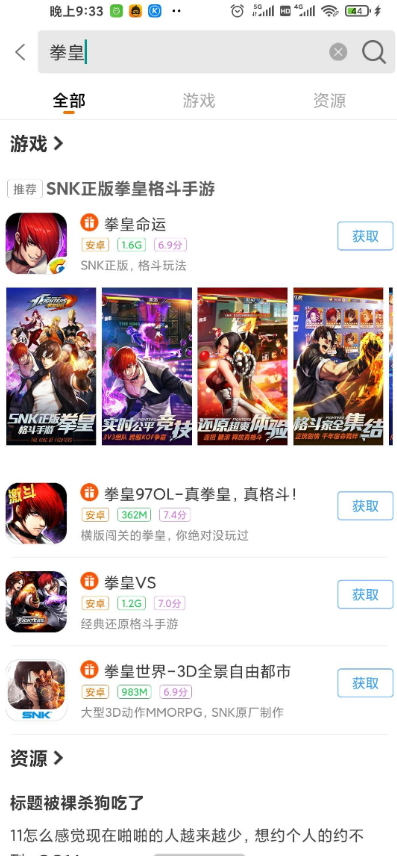 晚上9:33
5G HD 4G 44
拳皇
全部 游戏 资源
游戏
推荐 SNK正版拳皇格斗手游
拳皇命运
安卓 1.6G 6.9分
SNK正版，格斗玩法
获取
SNK正版
格斗手游 拳皇
实时公平 竞技
还原超爽 体验
格斗家全 集结
激斗
拳皇97OL-真拳皇，真格斗!
安卓 362M 7.4分
横版闯关的拳皇，你绝对没玩过
获取
拳皇VS
安卓 1.2G 7.0分
经典还原格斗手游
获取
SNK
拳皇世界-3D全景自由都市
安卓 983M 6.9分
大型3D动作MMORPG, SNK原厂制作
获取
资源
标题被裸杀狗吃了
11怎么感觉现在啪啪的人越来越少，想约个人的约不